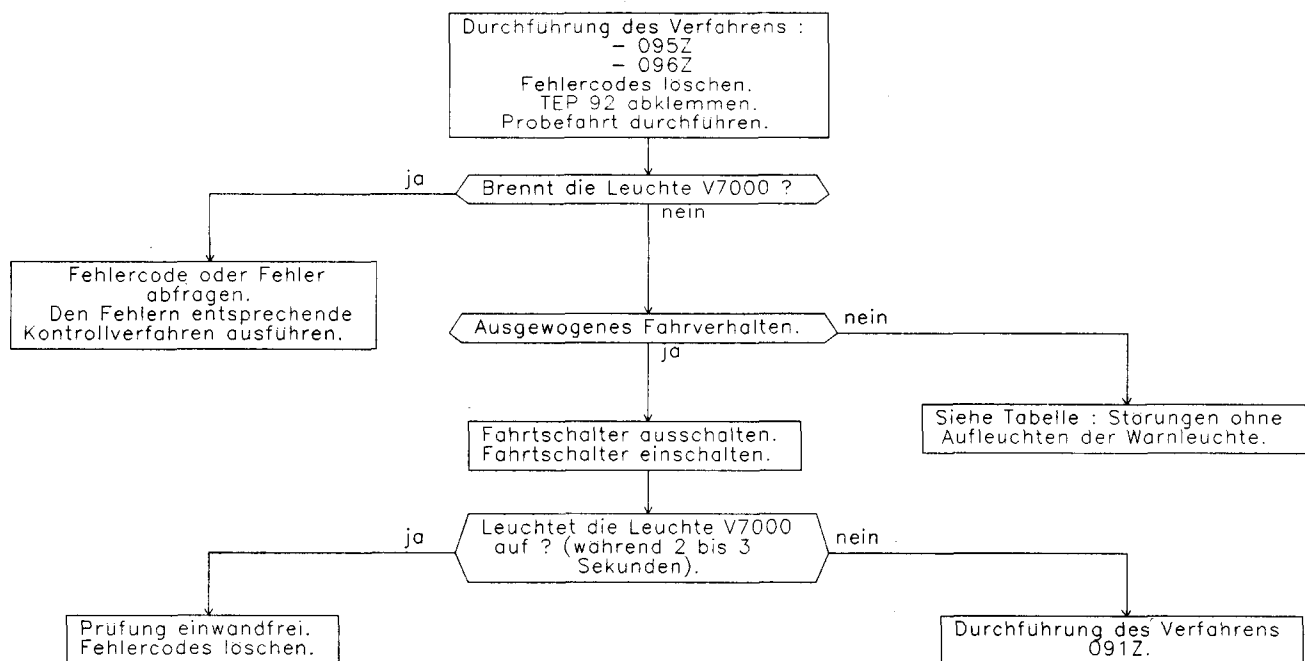 Durchführung des Verfahrens :
– 095Z
– 096Z
Fehlercodes löschen.
TEP 92 abklemmen.
Probefahrt durchführen.
ja
Brennt die Leuchte V7000 ?
nein
Fehlercode oder Fehler
abfragen.
Den Fehlern entsprechende
Kontrollverfahren ausführen.
Ausgewogenes Fahrverhalten.
nein
ja
Siehe Tabelle : Störungen ohne
Aufleuchten der Warnleuchte.
Fahrtschalter ausschalten.
Fahrtschalter einschalten.
ja
Leuchtet die Leuchte V7000
auf ? (während 2 bis 3
Sekunden).
nein
Prüfung einwandfrei.
Fehlercodes löschen.
Durchführung des Verfahrens
091Z.